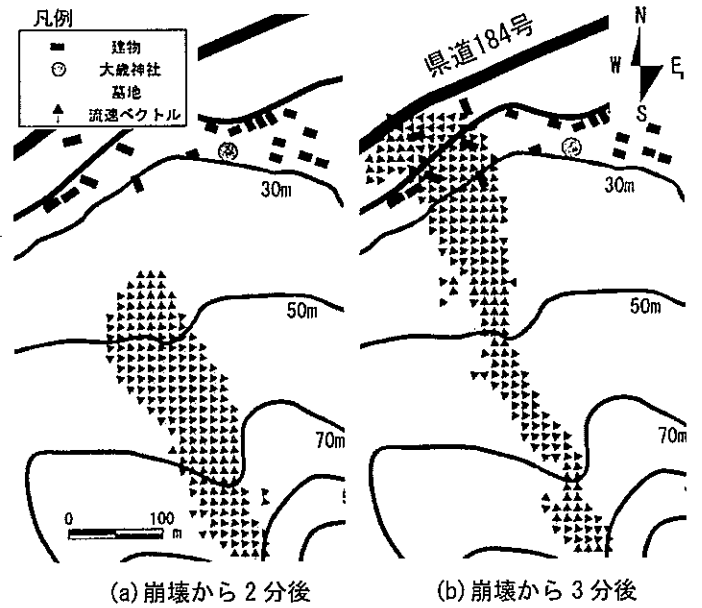 凡例
建物
大歳神社
墓地
流速ベクトル
県道184号
N
W E
S
30m
50m
70m
0 100
m
30m
50m
70m
(a)崩壊から2分後
(b)崩壊から3分後